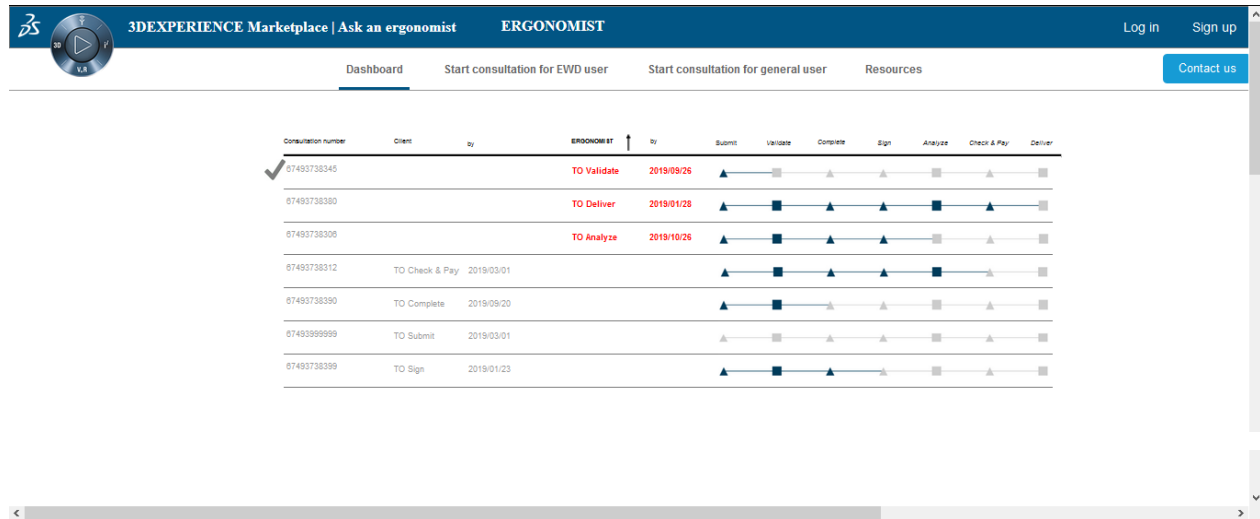 3DEXPERIENCE Marketplace | Ask an ergonomist ERGONOMIST Log in Sign up
3D V.R
Dashboard Start consultation for EWD user Start consultation for general user Resources Contact us
Consultation number Client by ERGONOMIST by Submit Validate Complete Sign Analyze Check & Pay Deliver
67493738345 TO Validate 2019/09/26
67493738380 TO Deliver 2019/01/28
67493738306 TO Analyze 2019/10/26
67493738312 TO Check & Pay 2019/03/01
67493738390 TO Complete 2019/09/20
67493999999 TO Submit 2019/03/01
67493738399 TO Sign 2019/01/23